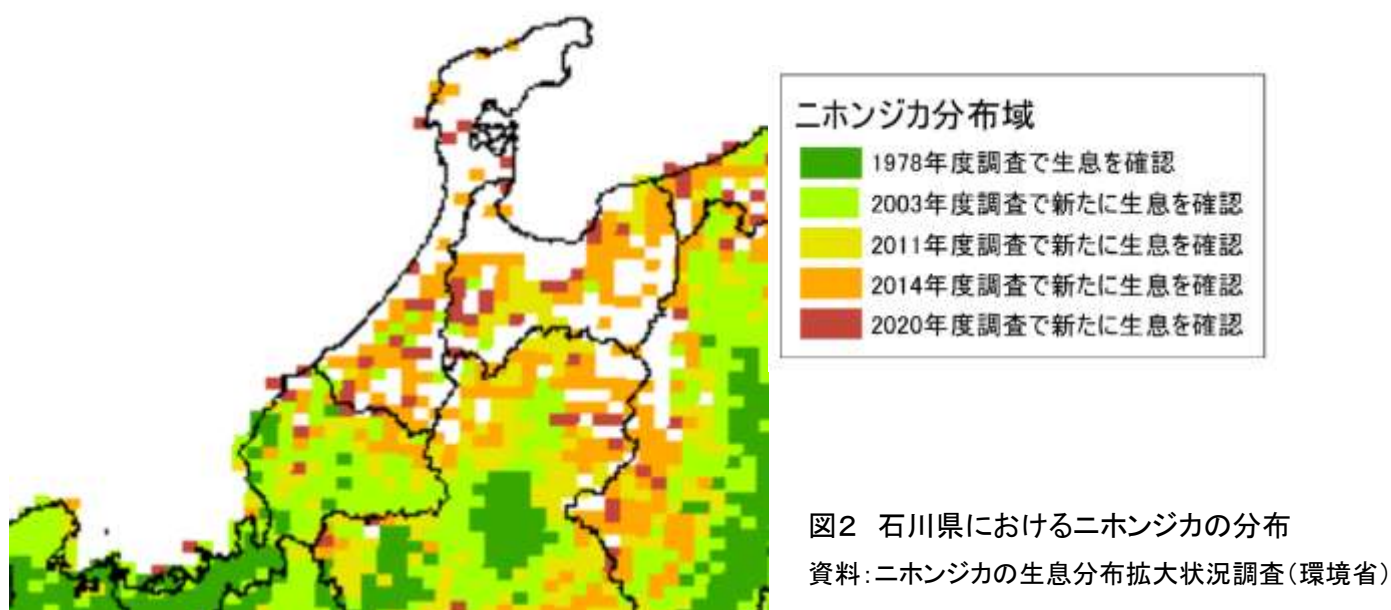 ニホンジカ分布域
1978年度調査で生息を確認
2003年度調査で新たに生息を確認
2011年度調査で新たに生息を確認
2014年度調査で新たに生息を確認
2020年度調査で新たに生息を確認
図2 石川県におけるニホンジカの分布
資料:ニホンジカの生息分布拡大状況調査(環境省)